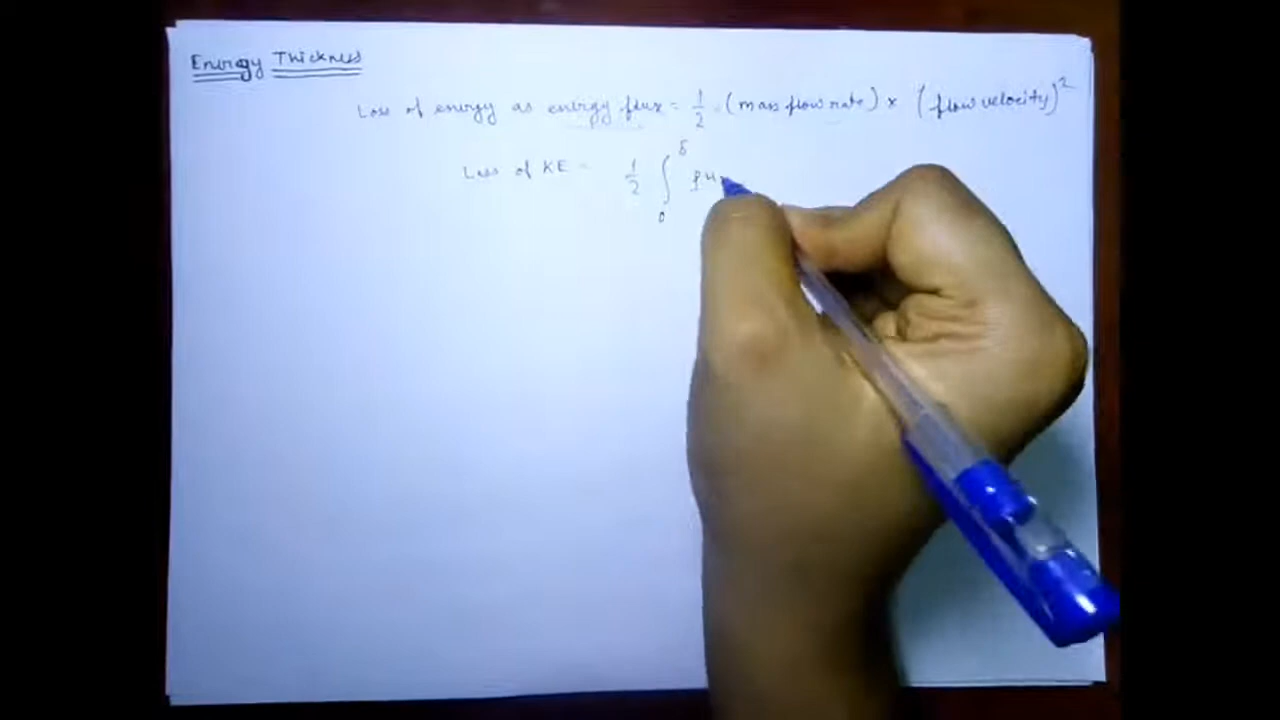 Energy Thickness
Loss of energy as energy flux = 1/2 · (mass flow rate) × (flow velocity)²
Loss of KE = 1/2 ∫₀^δ ρu